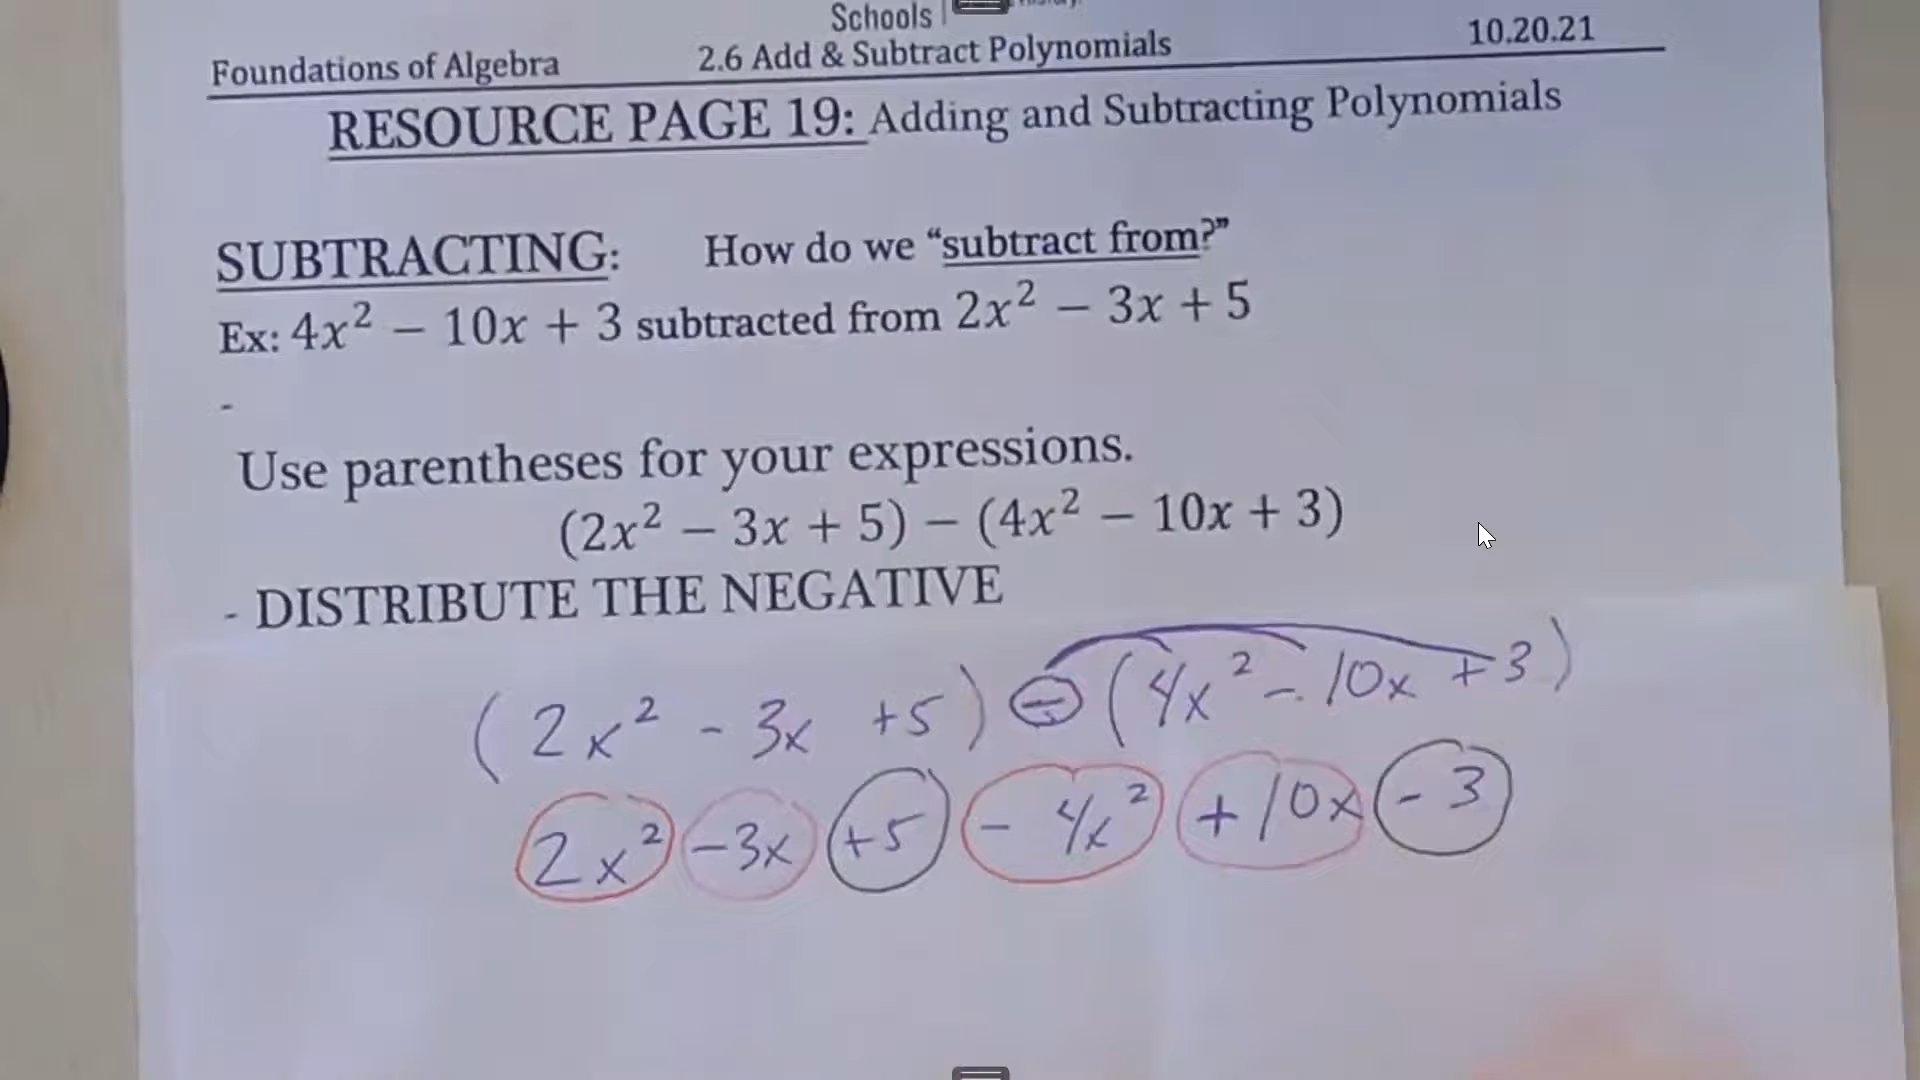 Schools |
Foundations of Algebra 2.6 Add & Subtract Polynomials 10.20.21
RESOURCE PAGE 19: Adding and Subtracting Polynomials
SUBTRACTING: How do we “subtract from?”
Ex: 4x² – 10x + 3 subtracted from 2x² – 3x + 5
-
Use parentheses for your expressions.
(2x² – 3x + 5) – (4x² – 10x + 3)
- DISTRIBUTE THE NEGATIVE
(2x² - 3x +5) - (4x² - 10x +3)
2x² -3x +5 - 4x² + 10x - 3